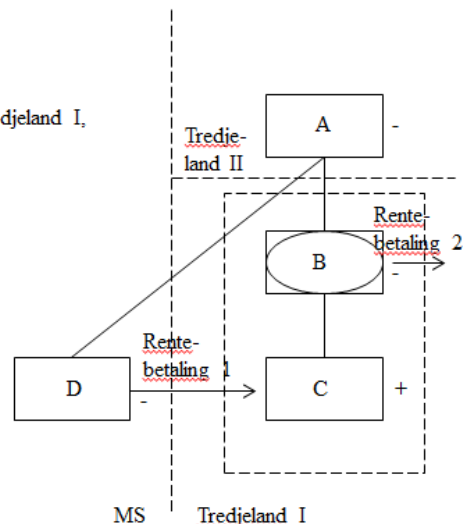 djeland I,
Tredje-
land II
A
-
Rente-
betaling 2
B
-
Rente-
betaling 1
D
-
C
+
MS
Tredjeland I